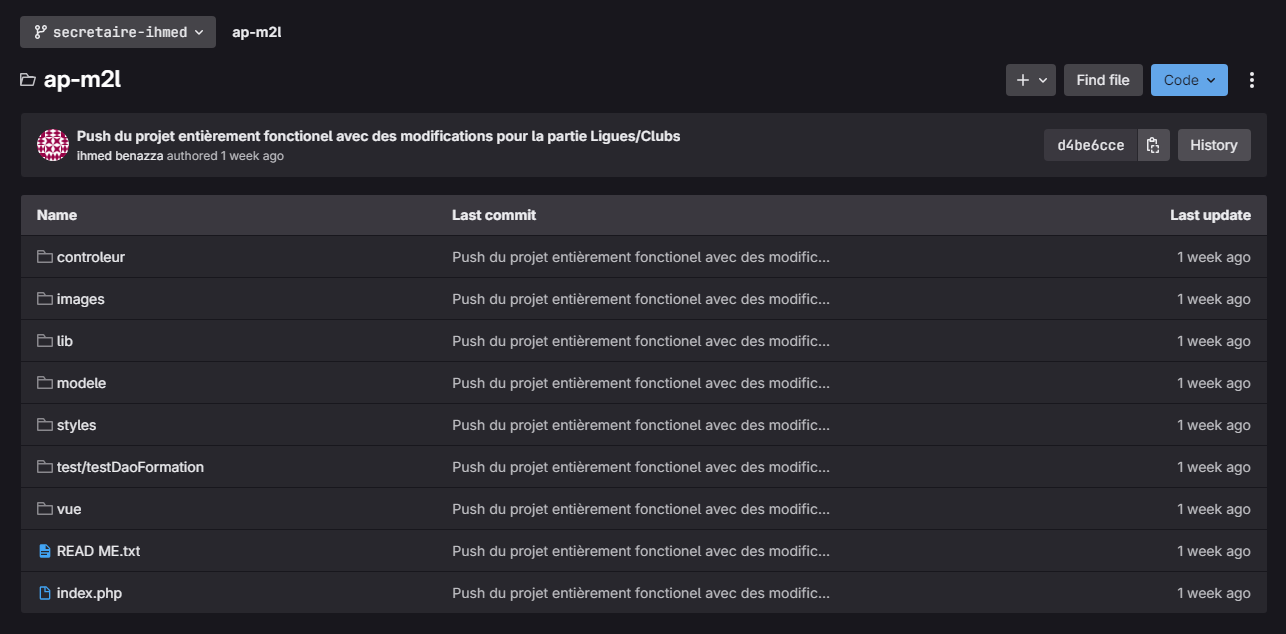 secretaire-ihmed ap-m2l
ap-m2l
Find file
Code
Push du projet entièrement fonctionel avec des modifications pour la partie Ligues/Clubs
ihmed benazza authored 1 week ago
d4be6cce
History
Name Last commit Last update
controleur Push du projet entièrement fonctionel avec des modific... 1 week ago
images Push du projet entièrement fonctionel avec des modific... 1 week ago
lib Push du projet entièrement fonctionel avec des modific... 1 week ago
modele Push du projet entièrement fonctionel avec des modific... 1 week ago
styles Push du projet entièrement fonctionel avec des modific... 1 week ago
test/testDaoFormation Push du projet entièrement fonctionel avec des modific... 1 week ago
vue Push du projet entièrement fonctionel avec des modific... 1 week ago
READ ME.txt Push du projet entièrement fonctionel avec des modific... 1 week ago
index.php Push du projet entièrement fonctionel avec des modific... 1 week ago